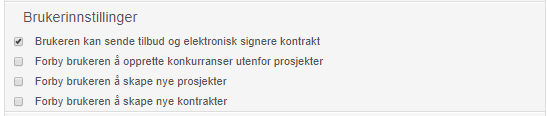 Brukerinnstillinger
Brukeren kan sende tilbud og elektronisk signere kontrakt
Forby brukeren å opprette konkurranser utenfor prosjekter
Forby brukeren å skape nye prosjekter
Forby brukeren å skape nye kontrakter